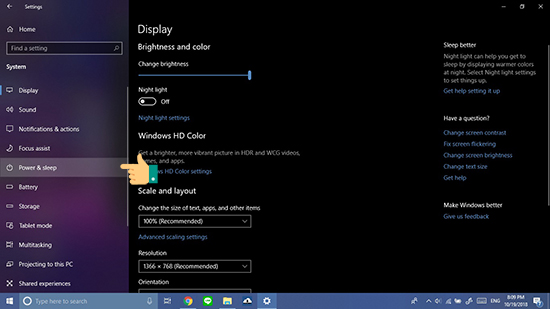 Settings
Home
Find a setting
System
Display
Sound
Notifications & actions
Focus assist
Power & sleep
Battery
Storage
Tablet mode
Multitasking
Projecting to this PC
Shared experiences
Display
Brightness and color
Change brightness
Night light
Off
Night light settings
Windows HD Color
Get a brighter, more vibrant picture in HDR and WCG videos,
games, and apps.
HD Color settings
Scale and layout
Change the size of text, apps, and other items
100% (Recommended)
Advanced scaling settings
Resolution
1366 × 768 (Recommended)
Orientation
Sleep better
Night light can help you get to
sleep by displaying warmer colors
at night. Select Night light settings
to set things up.
Get help setting it up
Have a question?
Change screen contrast
Fix screen flickering
Change screen brightness
Change text size
Get help
Make Windows better
Give us feedback
Type here to search
ENG
8:09 PM
10/19/2018